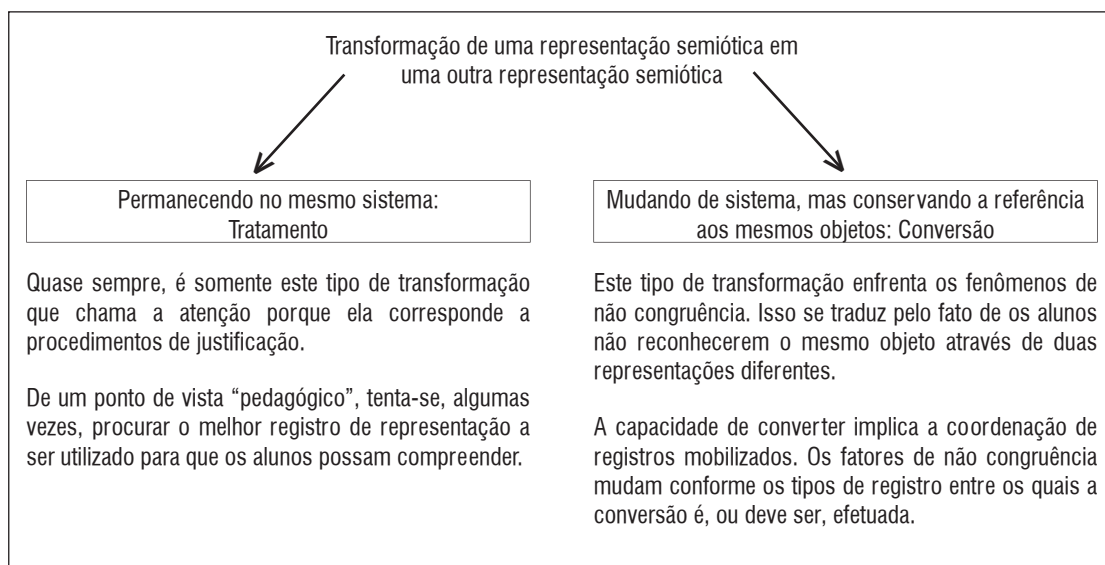 Transformação de uma representação semiótica em
uma outra representação semiótica
Permanecendo no mesmo sistema:
Tratamento
Quase sempre, é somente este tipo de transformação
que chama a atenção porque ela corresponde a
procedimentos de justificação.
De um ponto de vista “pedagógico”, tenta-se, algumas
vezes, procurar o melhor registro de representação a
ser utilizado para que os alunos possam compreender.
Mudando de sistema, mas conservando a referência
aos mesmos objetos: Conversão
Este tipo de transformação enfrenta os fenômenos de
não congruência. Isso se traduz pelo fato de os alunos
não reconhecerem o mesmo objeto através de duas
representações diferentes.
A capacidade de converter implica a coordenação de
registros mobilizados. Os fatores de não congruência
mudam conforme os tipos de registro entre os quais a
conversão é, ou deve ser, efetuada.